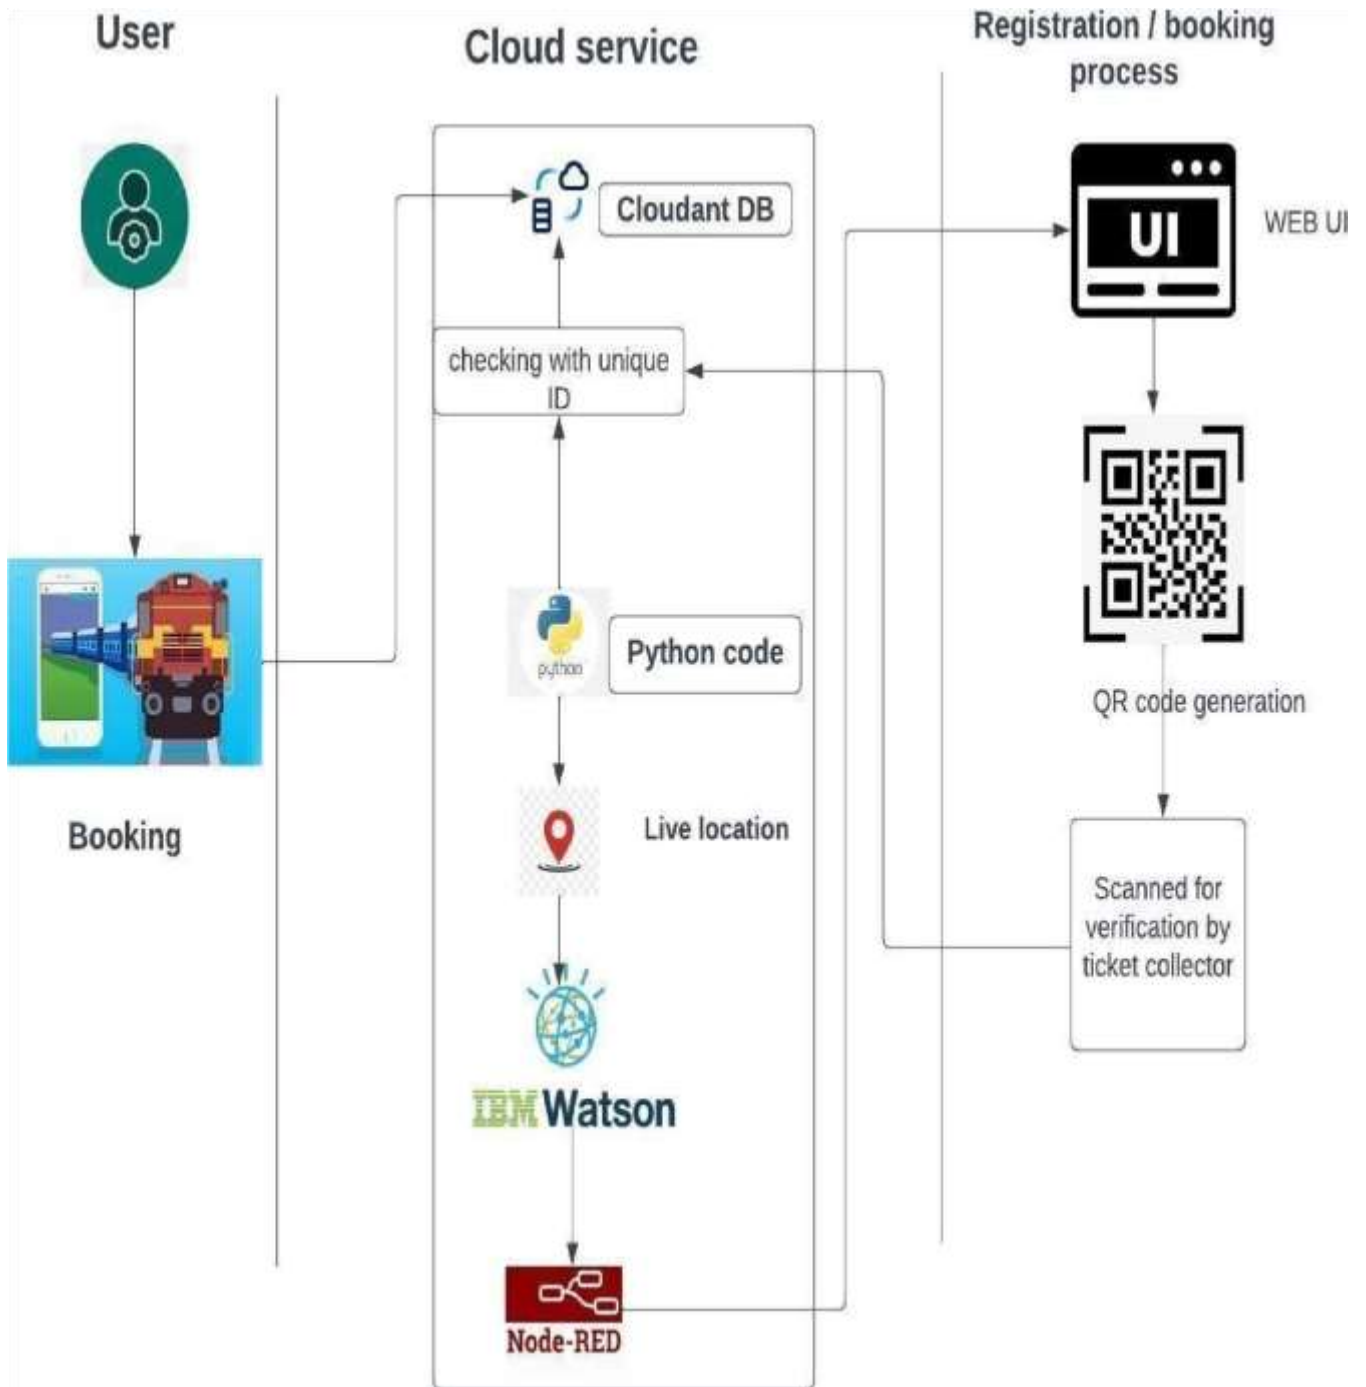 User
Cloud service
Registration / booking
process
Cloudant DB
UI
WEB UI
checking with unique
ID
python
Python code
QR code generation
Booking
Live location
Scanned for
verification by
ticket collector
IBM Watson
Node-RED